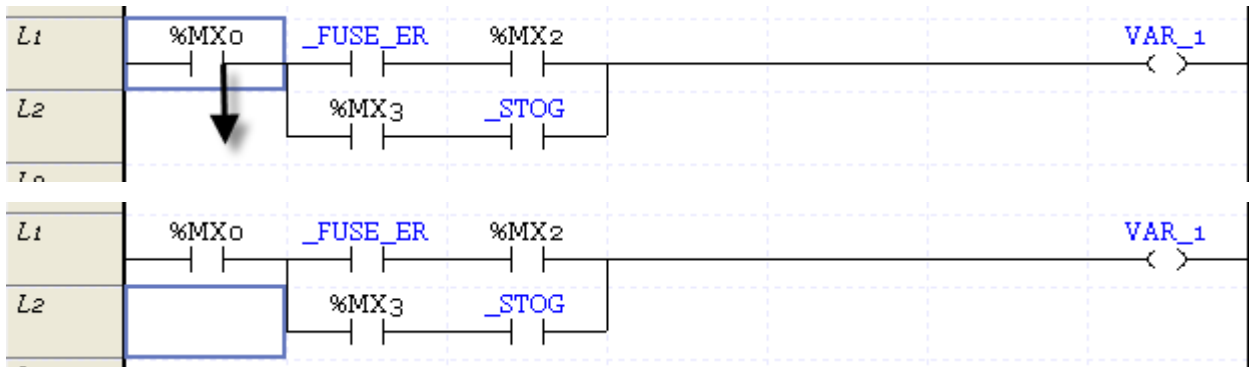 L1 %MX0 _FUSE_ER %MX2 VAR_1
L2 %MX3 _STOG
L1 %MX0 _FUSE_ER %MX2 VAR_1
L2 %MX3 _STOG